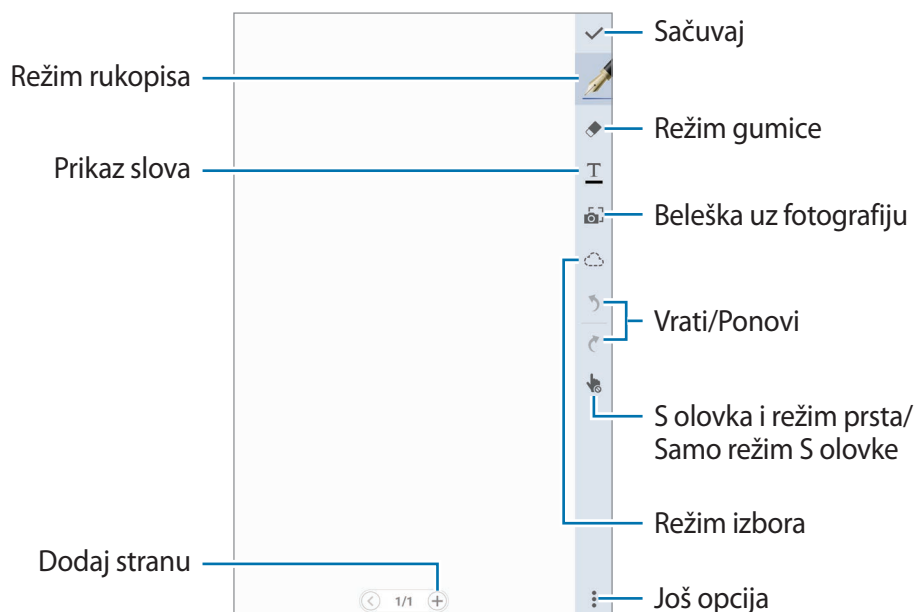 Sačuvaj
Režim rukopisa
Režim gumice
Prikaz slova
T
Beleška uz fotografiju
Vrati/Ponovi
S olovka i režim prsta/
Samo režim S olovke
Režim izbora
Dodaj stranu
1/1
Još opcija